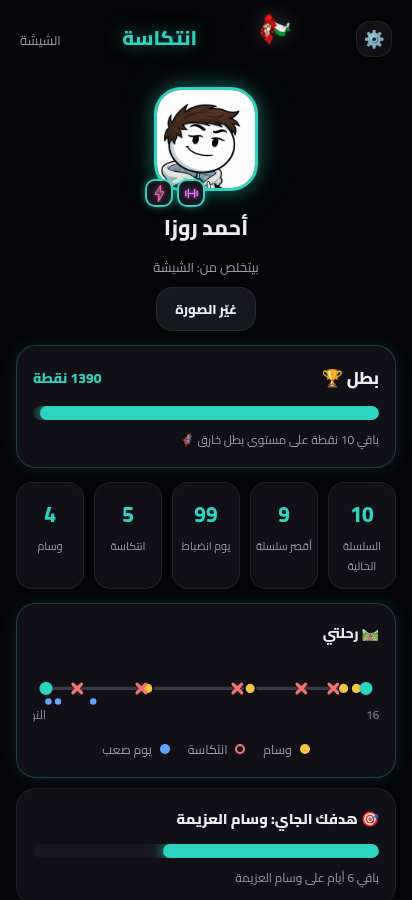 انتكاسة
الشيشة
أحمد روزا
بيتخلص من: الشيشة
غيّر الصورة
بطل 🏆
1390 نقطة
باقي 10 نقطة على مستوى بطل خارق 🦸
10
السلسلة
الحالية
9
أقصر سلسلة
99
يوم انضباط
5
انتكاسة
4
وسام
🛤️ رحلتي
16
وسام
انتكاسة
يوم صعب
🎯 هدفك الجاي: وسام العزيمة
باقي 6 أيام على وسام العزيمة